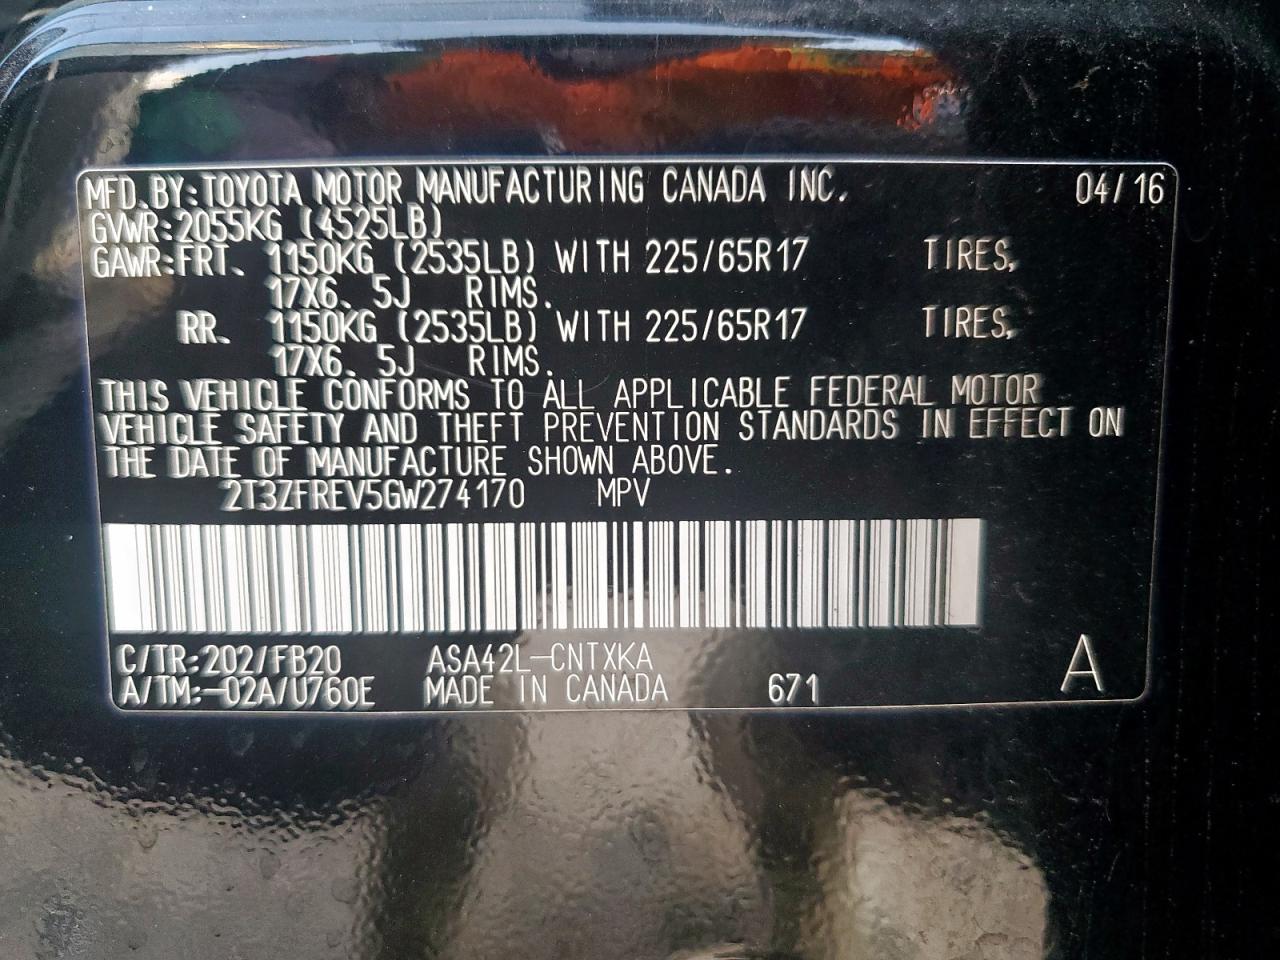 MFD. BY: TOYOTA MOTOR MANUFACTURING CANADA INC. 04/16
GVWR: 2055KG (4525LB)
GAWR: FRT. 1150KG (2535LB) WITH 225/65R17 TIRES,
17X6. 5J RIMS.
RR. 1150KG (2535LB) WITH 225/65R17 TIRES,
17X6. 5J RIMS.
THIS VEHICLE CONFORMS TO ALL APPLICABLE FEDERAL MOTOR
VEHICLE SAFETY AND THEFT PREVENTION STANDARDS IN EFFECT ON
THE DATE OF MANUFACTURE SHOWN ABOVE.
2T3ZFREV5GW274170 MPV
C/TR: 202/FB20 ASA42L-CNTXKA
A/TM: -02A/U760E MADE IN CANADA 671 A